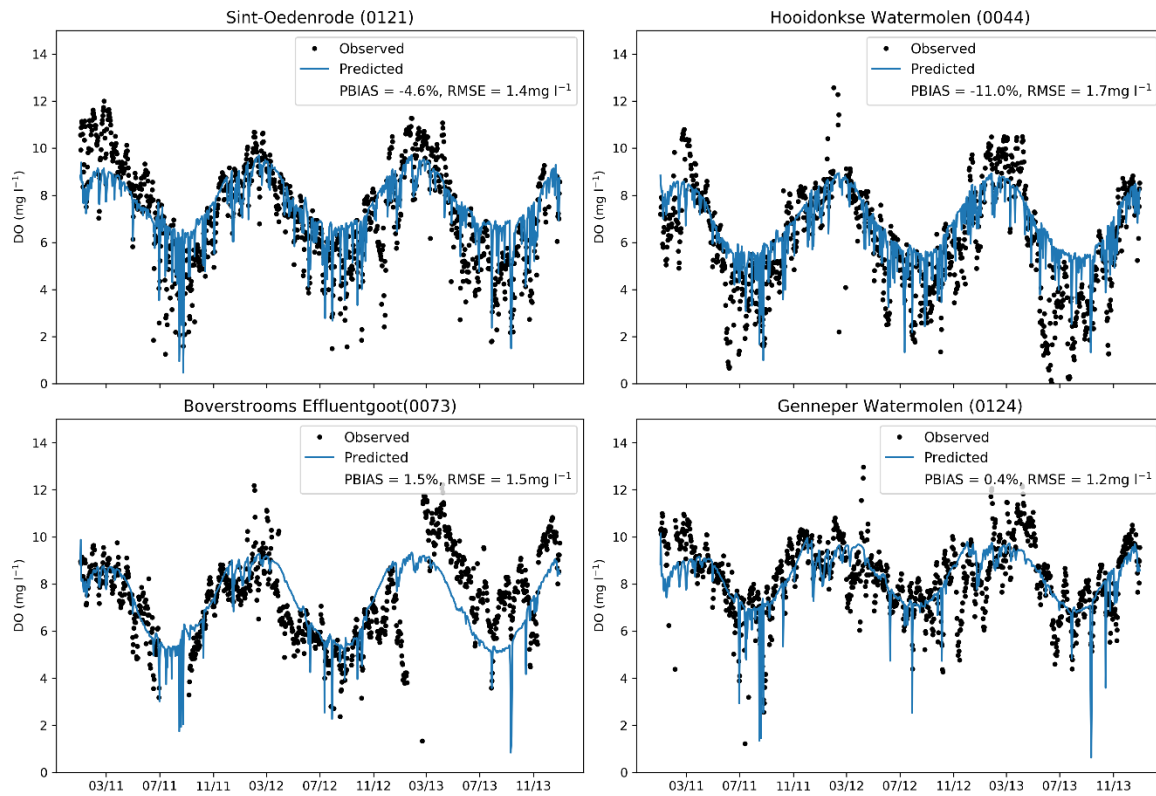 Sint-Oedenrode (0121)
14
12
10
8
6
4
2
0
DO (mg l⁻¹)
Observed
Predicted
PBIAS = -4.6%, RMSE = 1.4mg l⁻¹
Hooidonkse Watermolen (0044)
14
12
10
8
6
4
2
0
DO (mg l⁻¹)
Observed
Predicted
PBIAS = -11.0%, RMSE = 1.7mg l⁻¹
Boverstrooms Effluentgoot(0073)
14
12
10
8
6
4
2
0
DO (mg l⁻¹)
Observed
Predicted
PBIAS = 1.5%, RMSE = 1.5mg l⁻¹
03/11 07/11 11/11 03/12 07/12 11/12 03/13 07/13 11/13
Genneper Watermolen (0124)
14
12
10
8
6
4
2
0
DO (mg l⁻¹)
Observed
Predicted
PBIAS = 0.4%, RMSE = 1.2mg l⁻¹
03/11 07/11 11/11 03/12 07/12 11/12 03/13 07/13 11/13